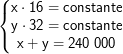 x · 16 = constante
y · 32 = constante
x + y = 240 000